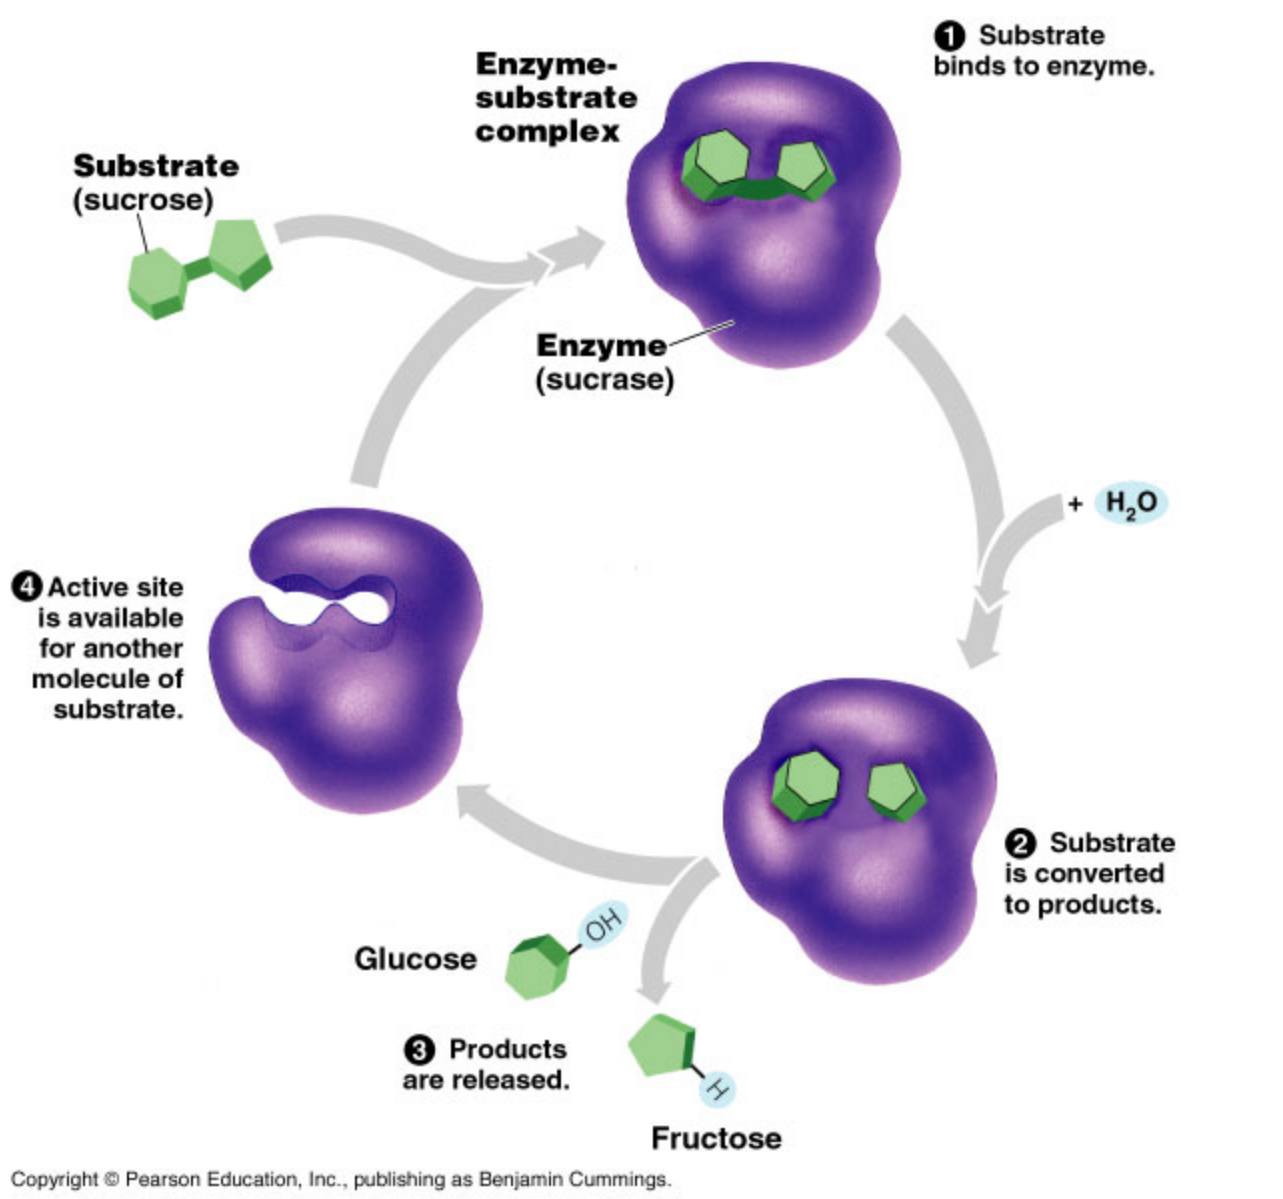 ❶ Substrate
binds to enzyme.
Enzyme-
substrate
complex
Substrate
(sucrose)
Enzyme
(sucrase)
+ H₂O
❹ Active site
is available
for another
molecule of
substrate.
❷ Substrate
is converted
to products.
OH
Glucose
❸ Products
are released.
H
Fructose
Copyright © Pearson Education, Inc., publishing as Benjamin Cummings.